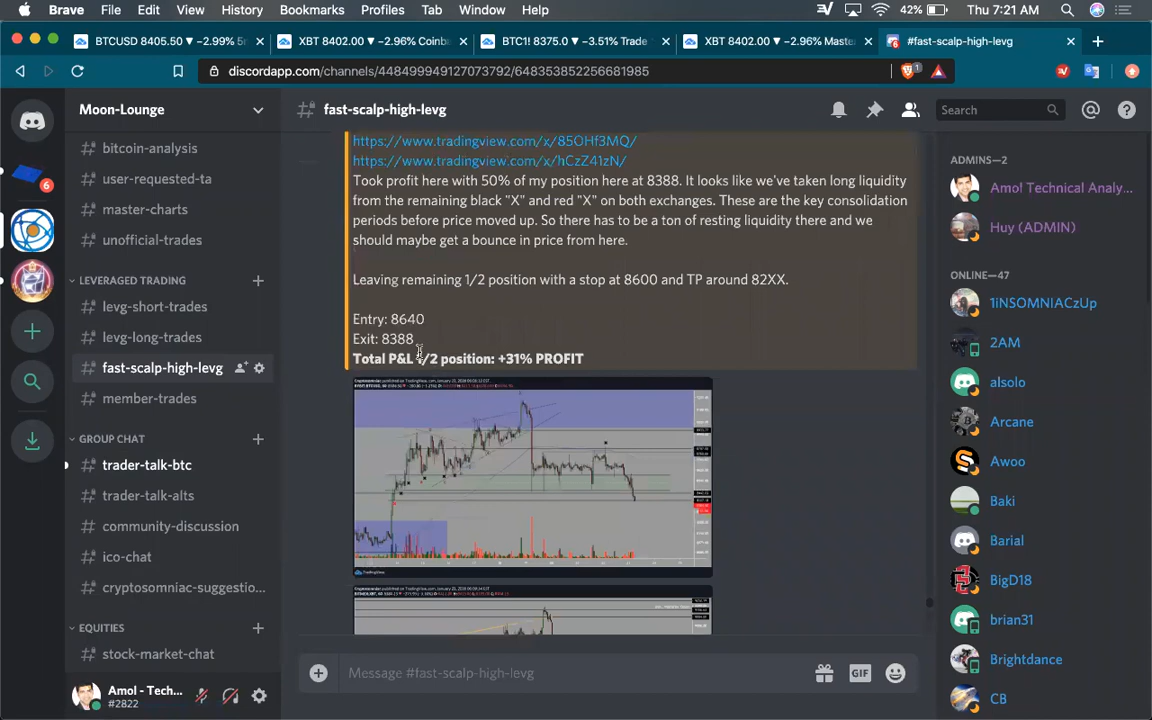 Brave File Edit View History Bookmarks Profiles Tab Window Help 42% Thu 7:21 AM
BTCUSD 8405.50 ▼ −2.99% 5m
XBT 8402.00 ▼ −2.96% Coinb
BTC1! 8375.0 ▼ −3.51% Trade
XBT 8402.00 ▼ −2.96% Maste
#fast-scalp-high-levg
discordapp.com/channels/448499949127073792/648353852256681985
Moon-Lounge
bitcoin-analysis
user-requested-ta
master-charts
unofficial-trades
LEVERAGED TRADING
levg-short-trades
levg-long-trades
fast-scalp-high-levg
member-trades
GROUP CHAT
trader-talk-btc
trader-talk-alts
community-discussion
ico-chat
cryptosomniac-suggestio...
EQUITIES
stock-market-chat
6
Amol - Tech...
#2822
fast-scalp-high-levg
Search
https://www.tradingview.com/x/85OHf3MQ/
https://www.tradingview.com/x/hCzZ41zN/
Took profit here with 50% of my position here at 8388. It looks like we've taken long liquidity
from the remaining black "X" and red "X" on both exchanges. These are the key consolidation
periods before price moved up. So there has to be a ton of resting liquidity there and we
should maybe get a bounce in price from here.
Leaving remaining 1/2 position with a stop at 8600 and TP around 82XX.
Entry: 8640
Exit: 8388
Total P&L 1/2 position: +31% PROFIT
TradingView
Message #fast-scalp-high-levg
GIF
ADMINS—2
Amol Technical Analy...
Huy (ADMIN)
ONLINE—47
1iNSOMNIACzUp
2AM
alsolo
Arcane
Awoo
Baki
Barial
BigD18
brian31
Brightdance
CB